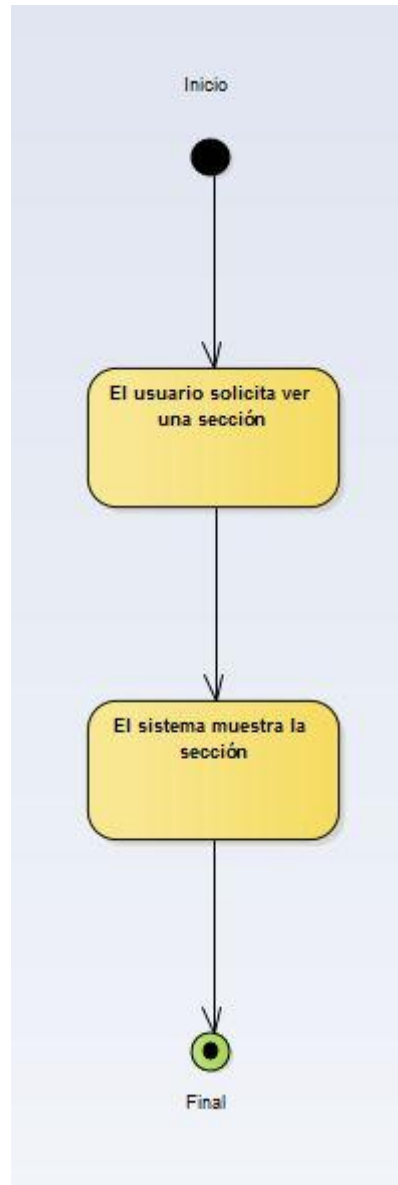 Inicio
El usuario solicita ver
una sección
El sistema muestra la
sección
Final